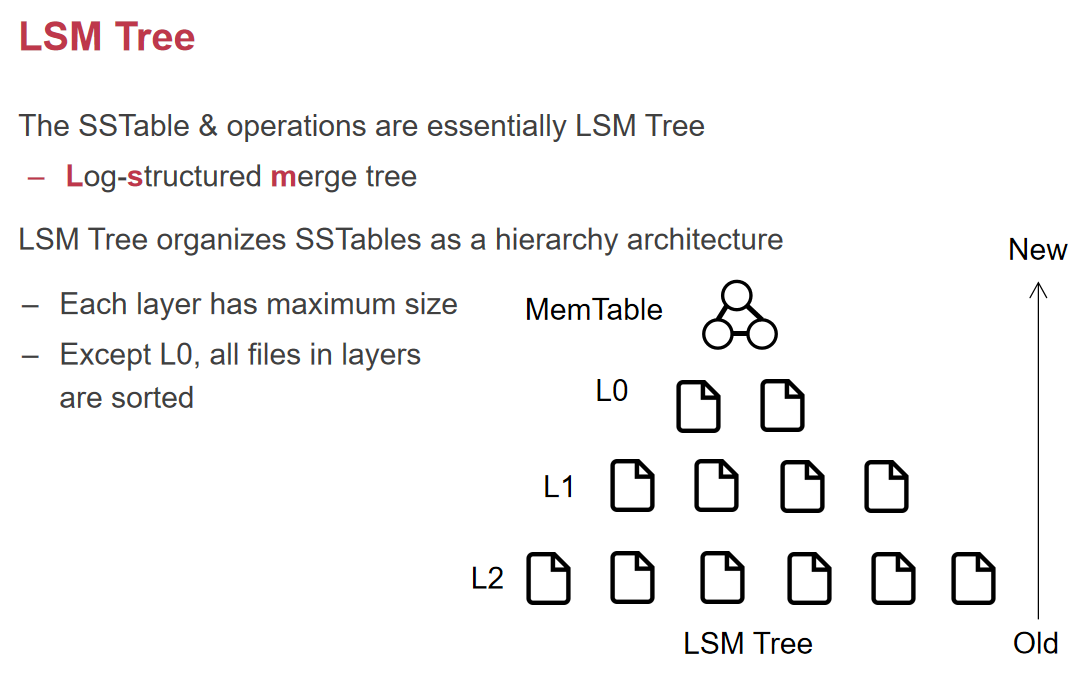 LSM Tree
The SSTable & operations are essentially LSM Tree
– Log-structured merge tree
LSM Tree organizes SSTables as a hierarchy architecture
– Each layer has maximum size
– Except L0, all files in layers
are sorted
New
MemTable
L0
L1
L2
LSM Tree
Old